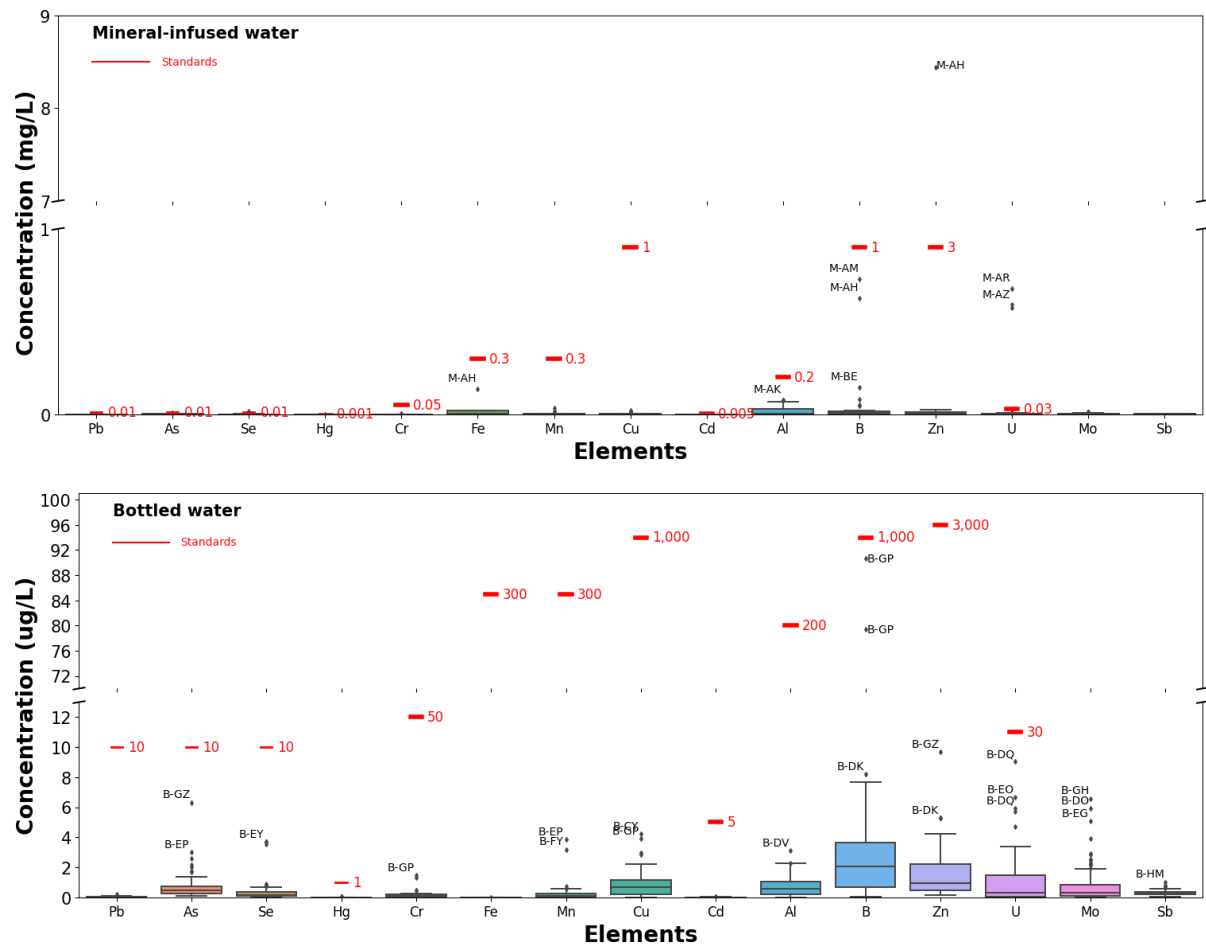 Mineral-infused water
Standards
Concentration (mg/L)
9
8
7
1
0
M-AH
1
1
3
M-AM
M-AH
M-AR
M-AZ
0.3
0.3
M-AH
M-BE
0.2
M-AK
0.01
0.01
0.01
0.001
0.05
0.005
0.03
Pb As Se Hg Cr Fe Mn Cu Cd Al B Zn U Mo Sb
Elements
Bottled water
Standards
Concentration (ug/L)
100
96
92
88
84
80
76
72
12
10
8
6
4
2
0
3,000
1,000
1,000
B-GP
300
300
200
B-GP
50
30
10
10
10
B-GZ
B-DQ
B-DK
B-GZ
B-EO
B-DQ
B-GH
B-DO
B-EG
B-DK
5
B-EP
B-EY
B-GP
B-EP
B-FY
B-CY
B-GP
B-DV
1
B-HM
Pb As Se Hg Cr Fe Mn Cu Cd Al B Zn U Mo Sb
Elements